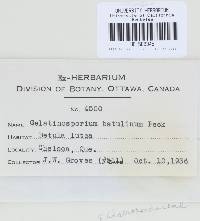 UNIVERSITY HERBARIUM
University of California
Berkeley
Ex-HERBARIUM
DIVISION OF BOTANY, OTTAWA, CANADA
NO. 4500
NAME Gelatinosporium betulinum Peck
HABITAT Betula lutea
LOCALITY Chelsea, Que.
COLLECTOR J.W. Groves Oct. 10, 1936